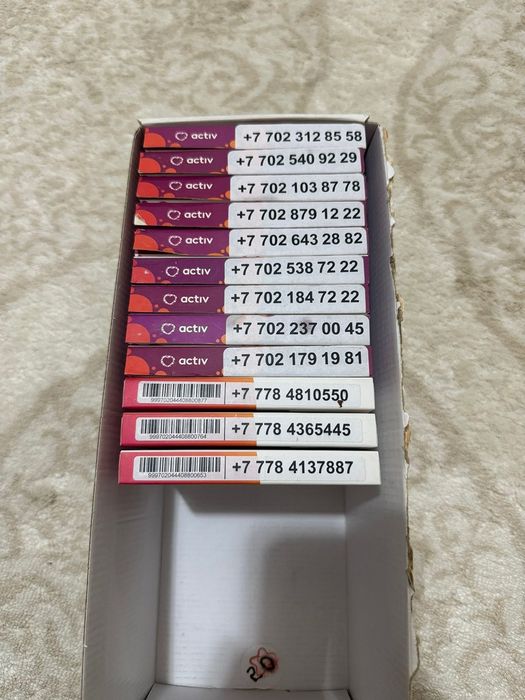 activ +7 702 312 85 58
activ +7 702 540 92 29
activ +7 702 103 87 78
activ +7 702 879 12 22
activ +7 702 643 28 82
activ +7 702 538 72 22
activ +7 702 184 72 22
activ +7 702 237 00 45
activ +7 702 179 19 81
+7 778 4810550
999702044408800877
+7 778 4365445
999702044408800764
+7 778 4137887
999702044408800653